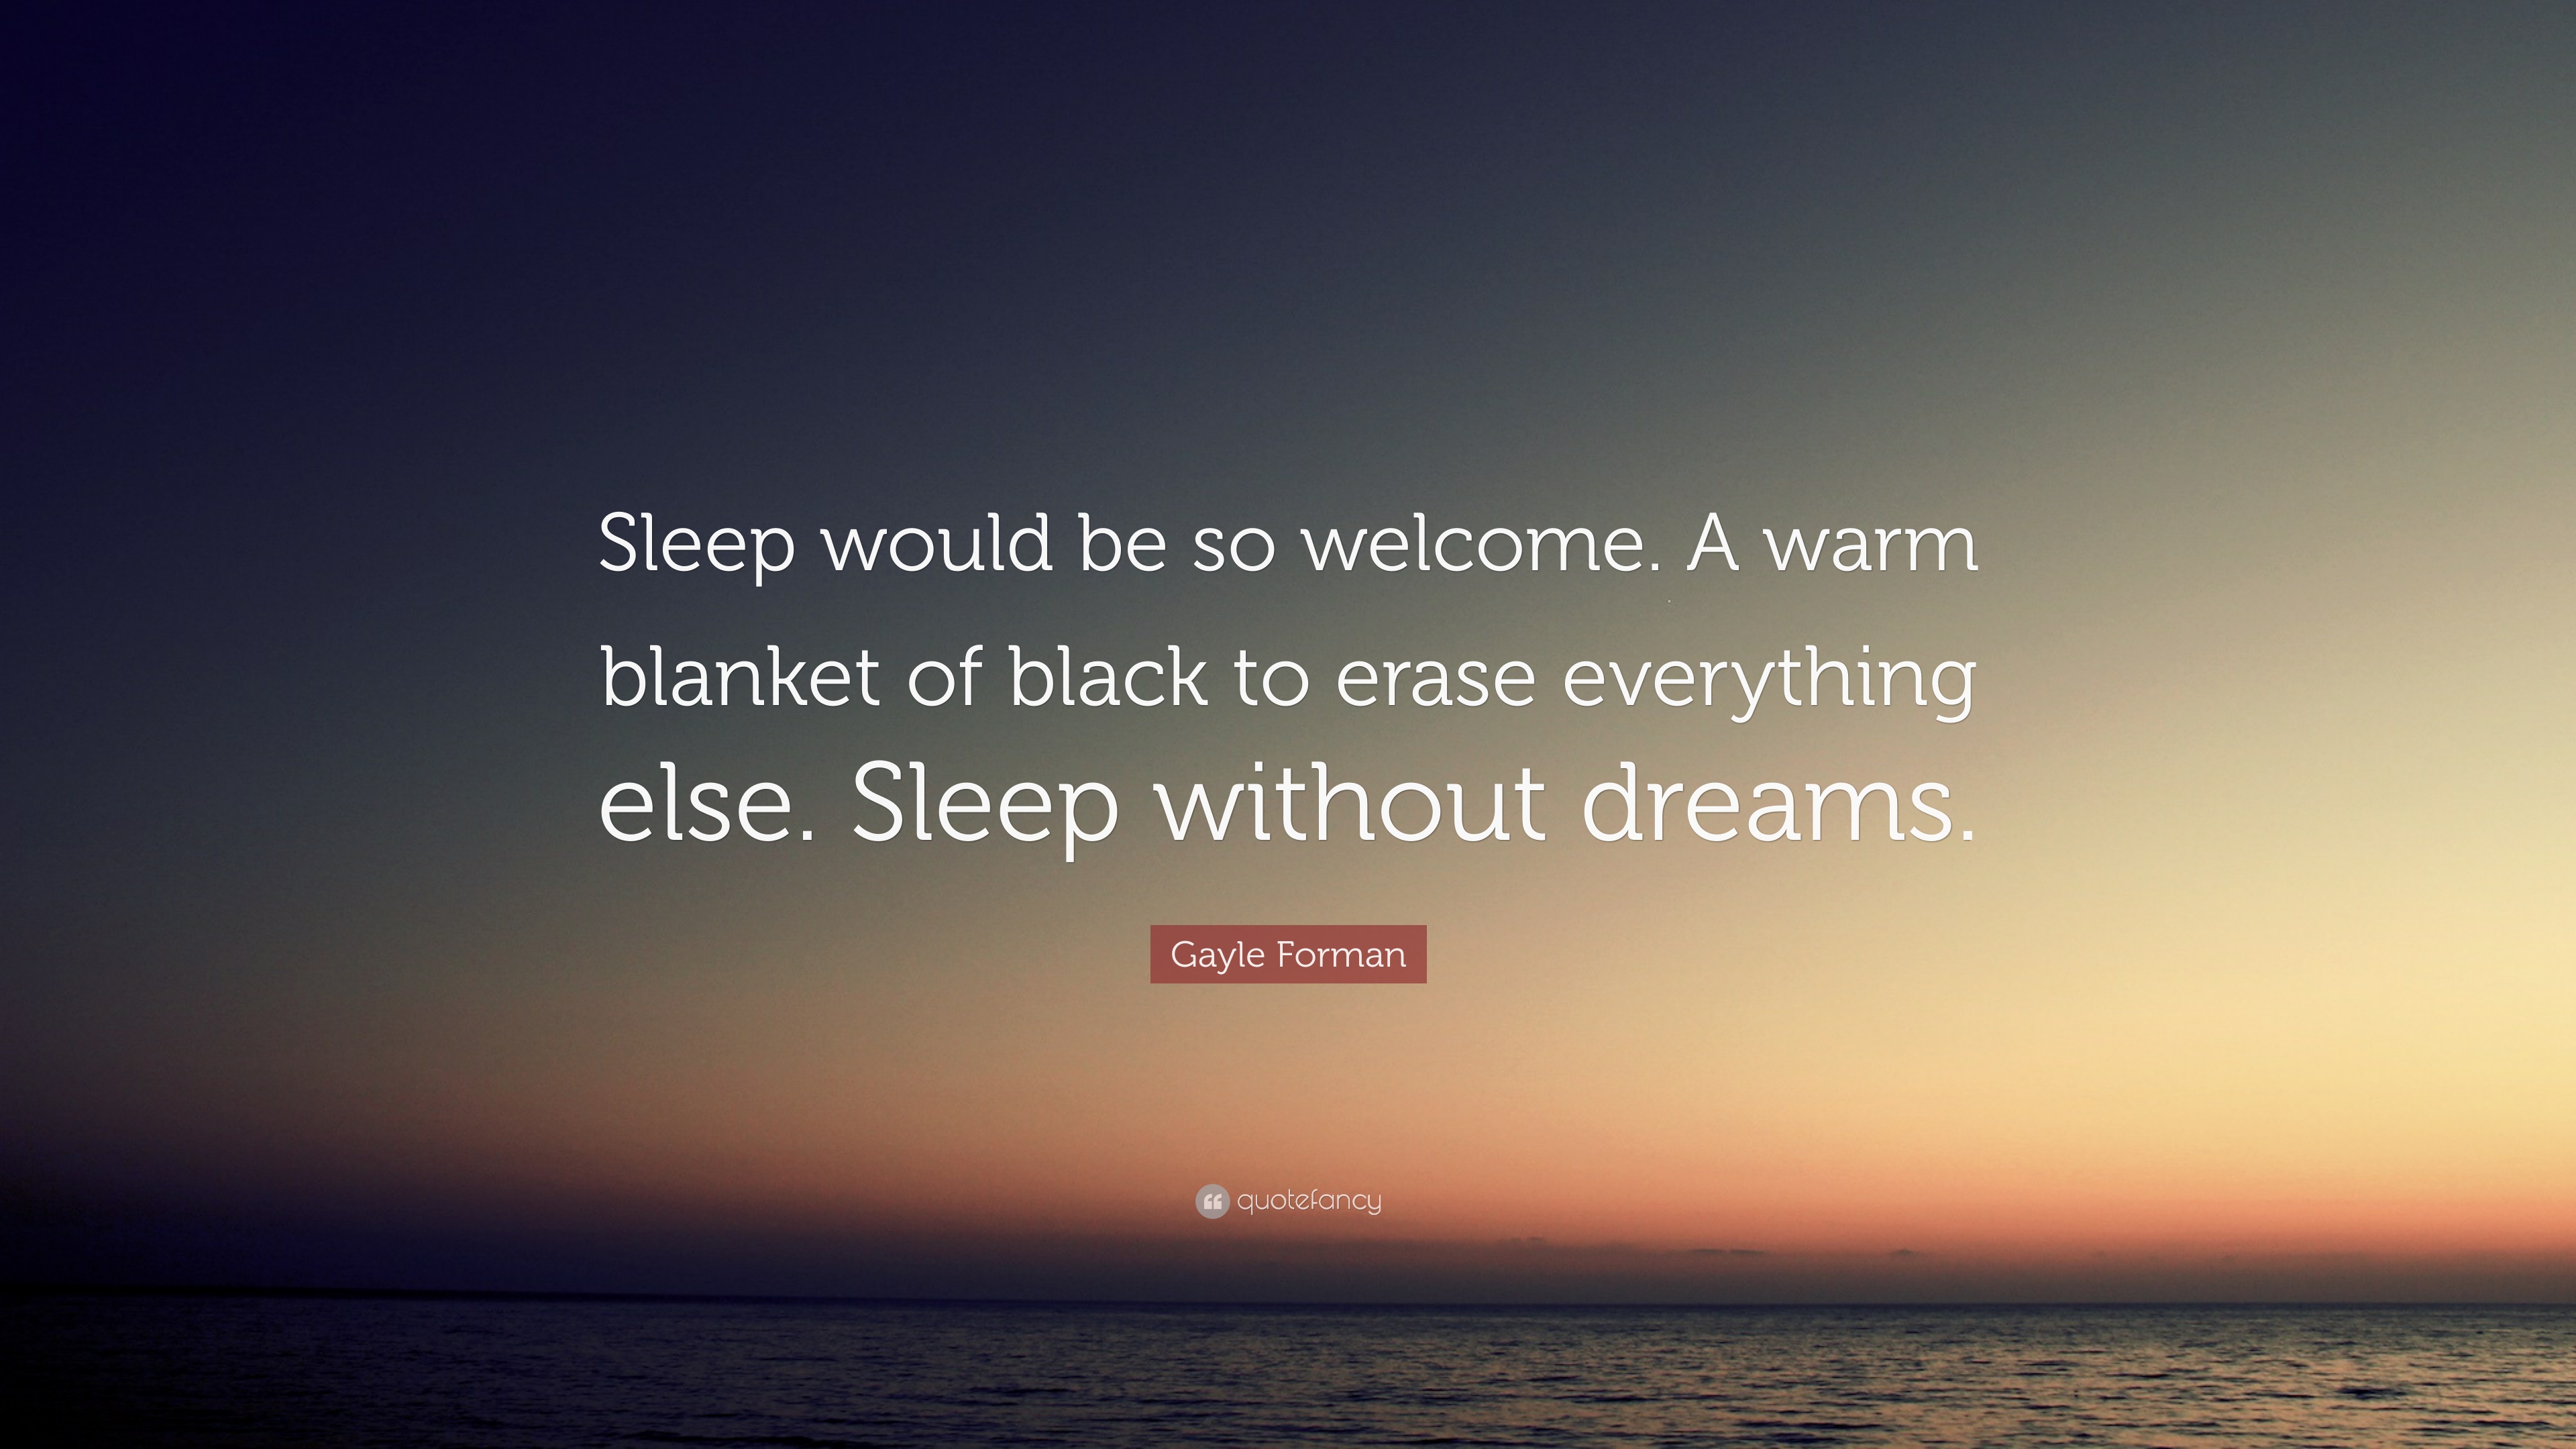 Sleep would be so welcome. A warm
blanket of black to erase everything
else. Sleep without dreams.
Gayle Forman
quotefancy